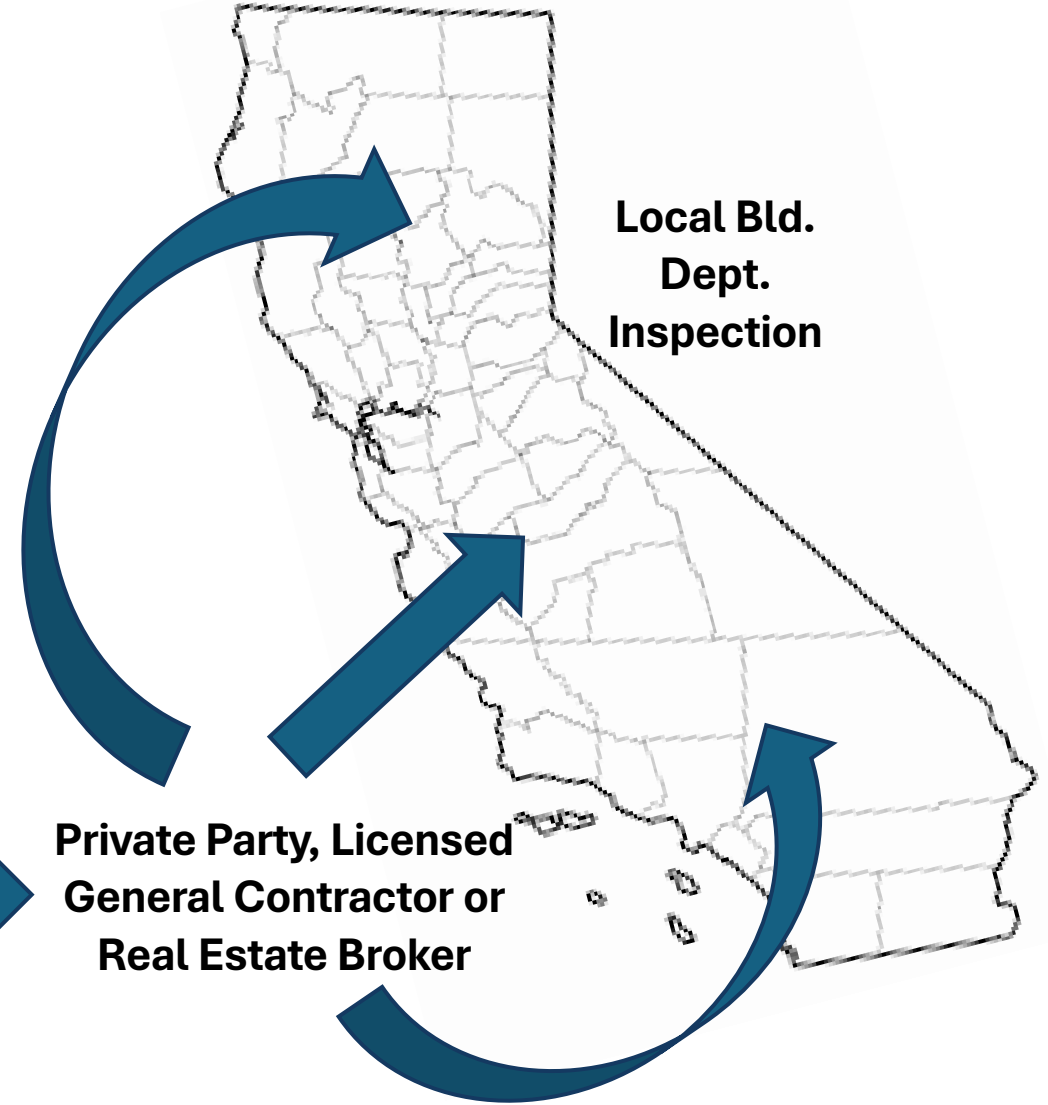 Local Bld.
Dept.
Inspection
Private Party, Licensed
General Contractor or
Real Estate Broker